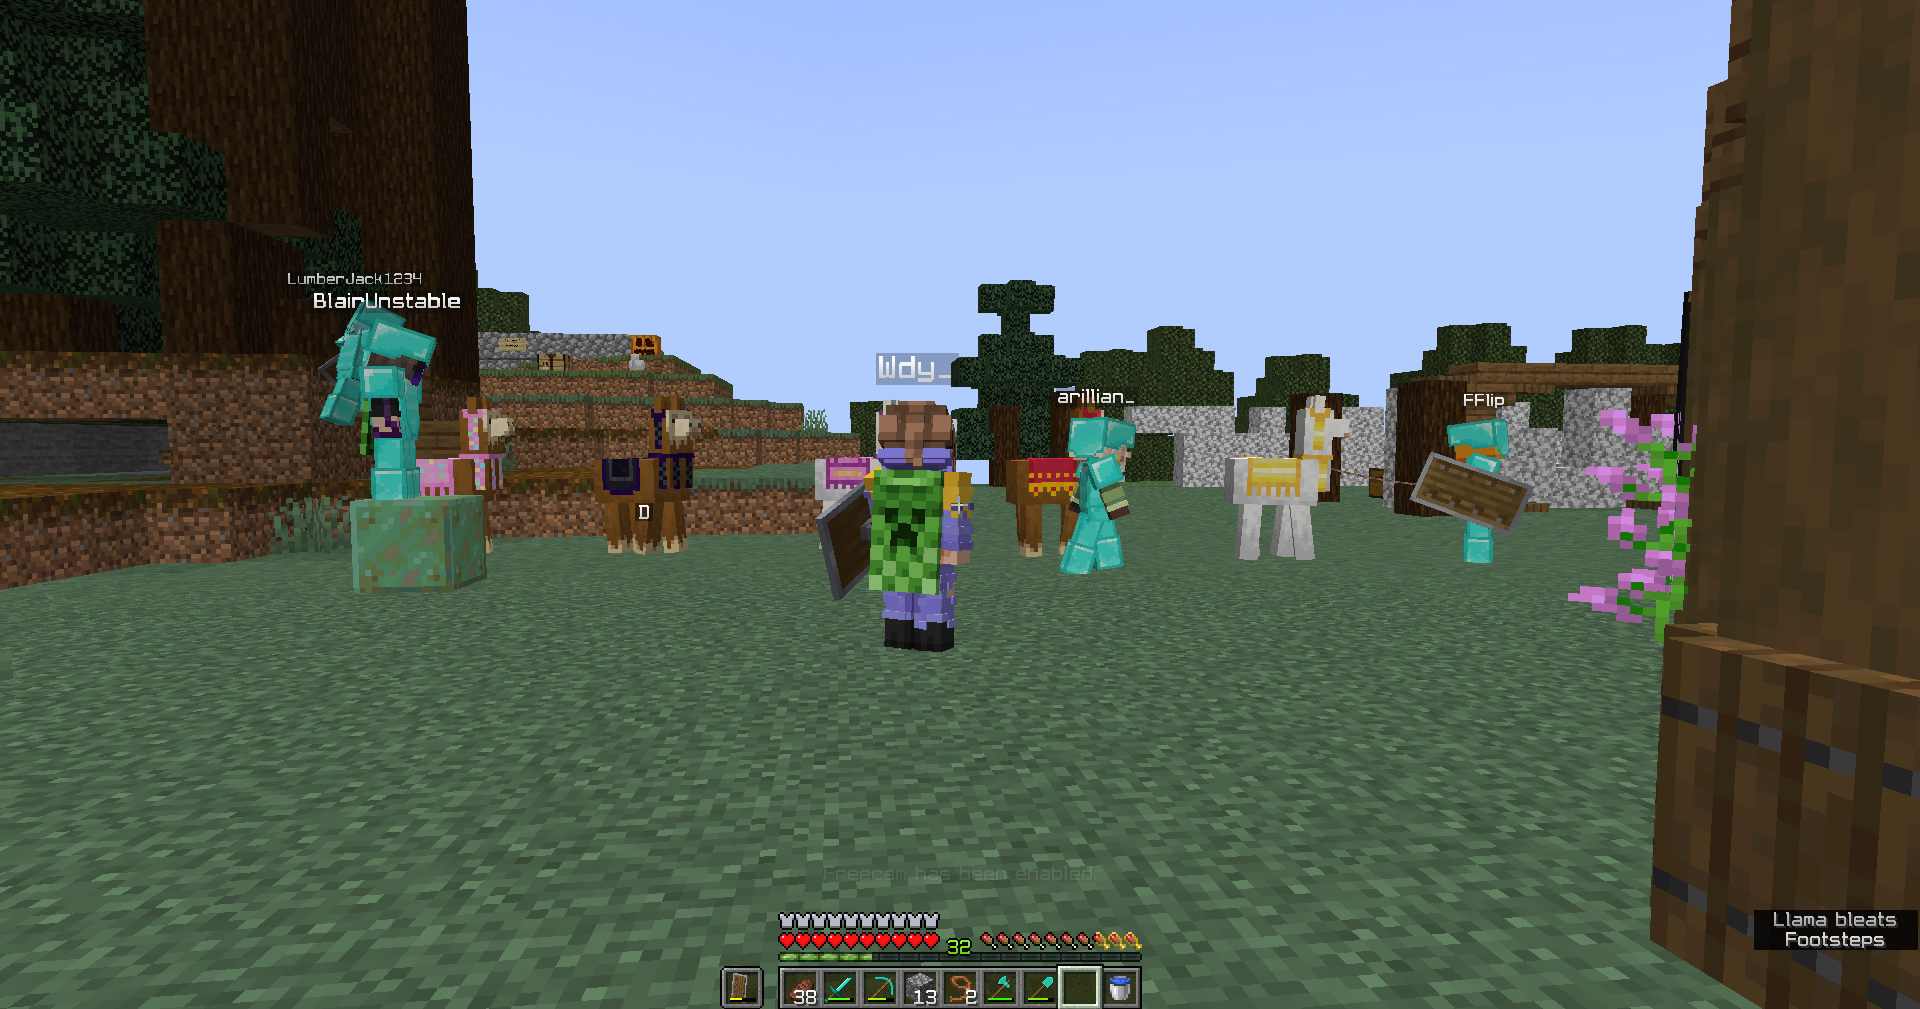 LumberJack1234
BlairUnstable
Wdy_
arillian_
FFlip
D
Freecam has been enabled.
Llama bleats
Footsteps
32
38
13
2